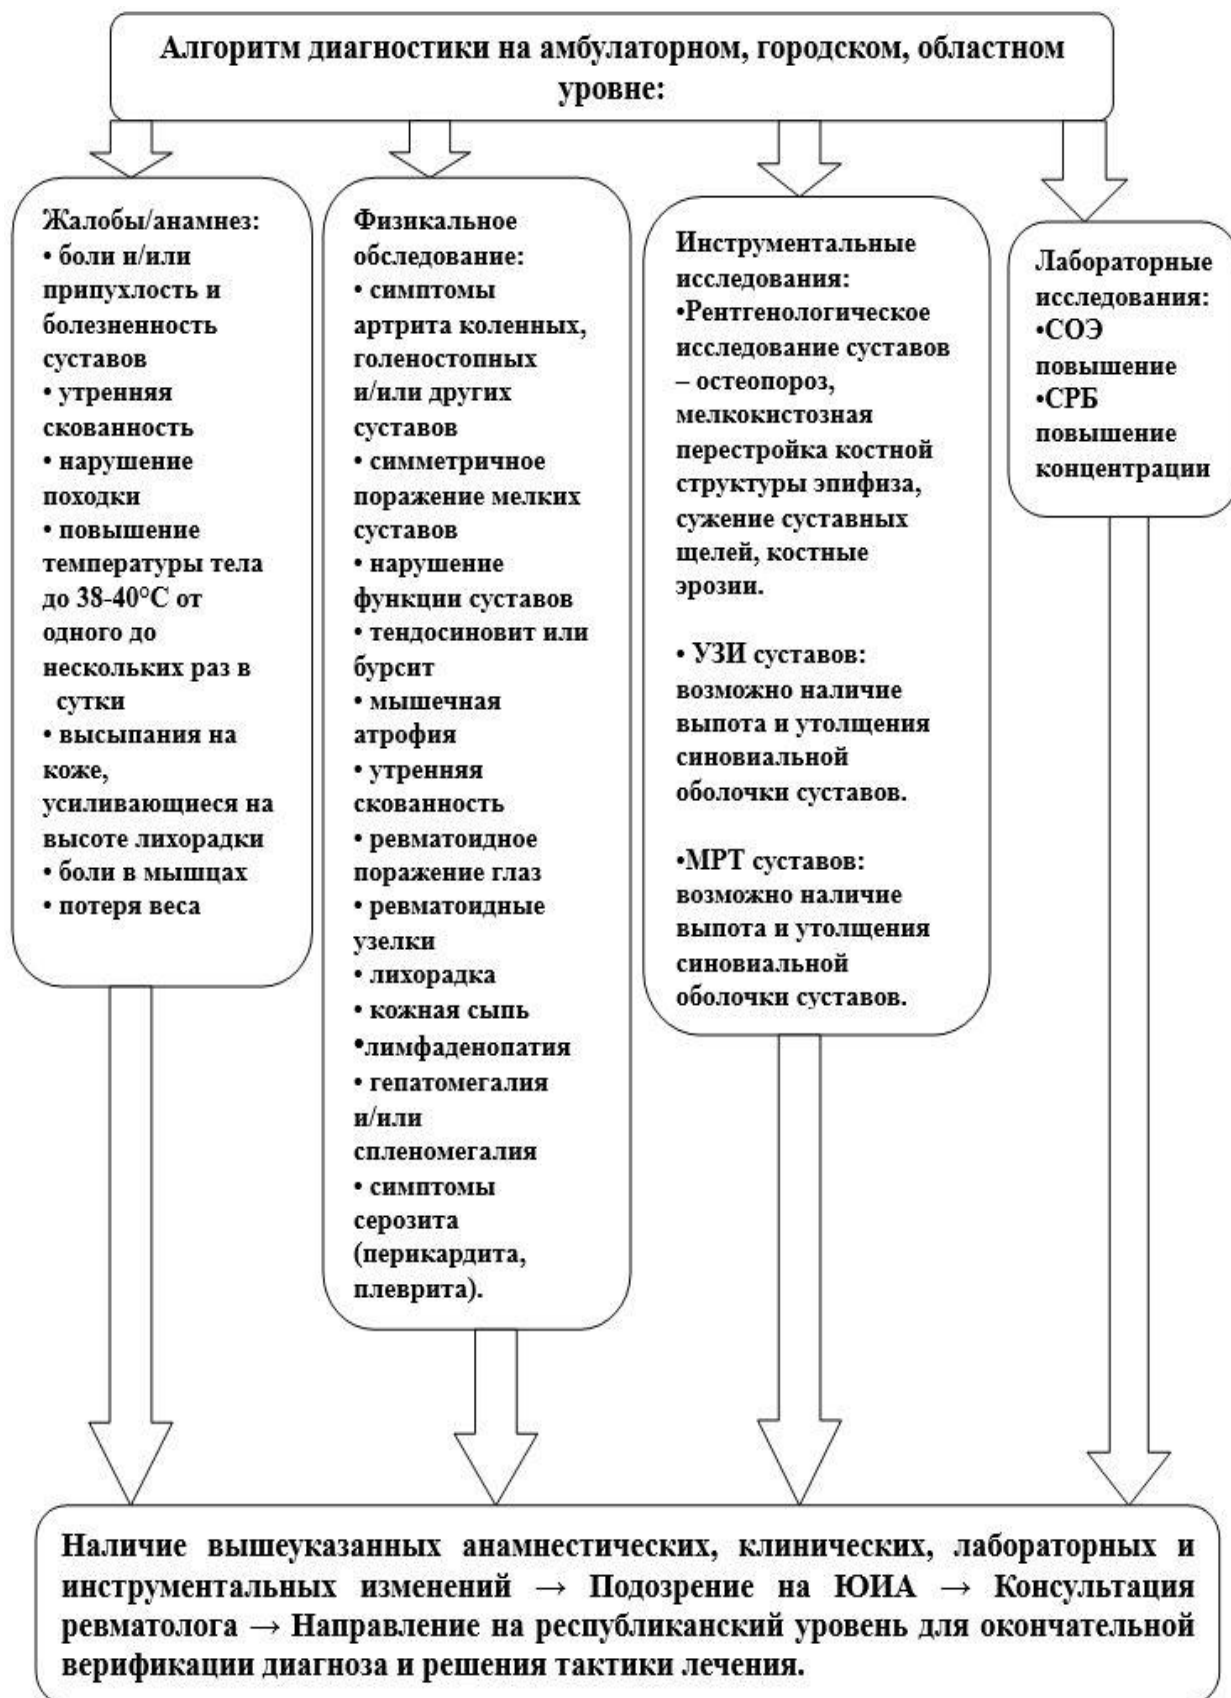 Алгоритм диагностики на амбулаторном, городском, областном
уровне:
Жалобы/анамнез:
• боли и/или
припухлость и
болезненность
суставов
• утренняя
скованность
• нарушение
походки
• повышение
температуры тела
до 38-40°С от
одного до
нескольких раз в
сутки
• высыпания на
коже,
усиливающиеся на
высоте лихорадки
• боли в мышцах
• потеря веса
Физикальное
обследование:
• симптомы
артрита коленных,
голеностопных
и/или других
суставов
• симметричное
поражение мелких
суставов
• нарушение
функции суставов
• тендосиновит или
бурсит
• мышечная
атрофия
• утренняя
скованность
• ревматоидное
поражение глаз
• ревматоидные
узелки
• лихорадка
• кожная сыпь
•лимфаденопатия
• гепатомегалия
и/или
спленомегалия
• симптомы
серозита
(перикардита,
плеврита).
Инструментальные
исследования:
•Рентгенологическое
исследование суставов
– остеопороз,
мелкокистозная
перестройка костной
структуры эпифиза,
сужение суставных
щелей, костные
эрозии.
• УЗИ суставов:
возможно наличие
выпота и утолщения
синовиальной
оболочки суставов.
•МРТ суставов:
возможно наличие
выпота и утолщения
синовиальной
оболочки суставов.
Лабораторные
исследования:
•СОЭ
повышение
•СРБ
повышение
концентрации
Наличие вышеуказанных анамнестических, клинических, лабораторных и
инструментальных изменений → Подозрение на ЮИА → Консультация
ревматолога → Направление на республиканский уровень для окончательной
верификации диагноза и решения тактики лечения.